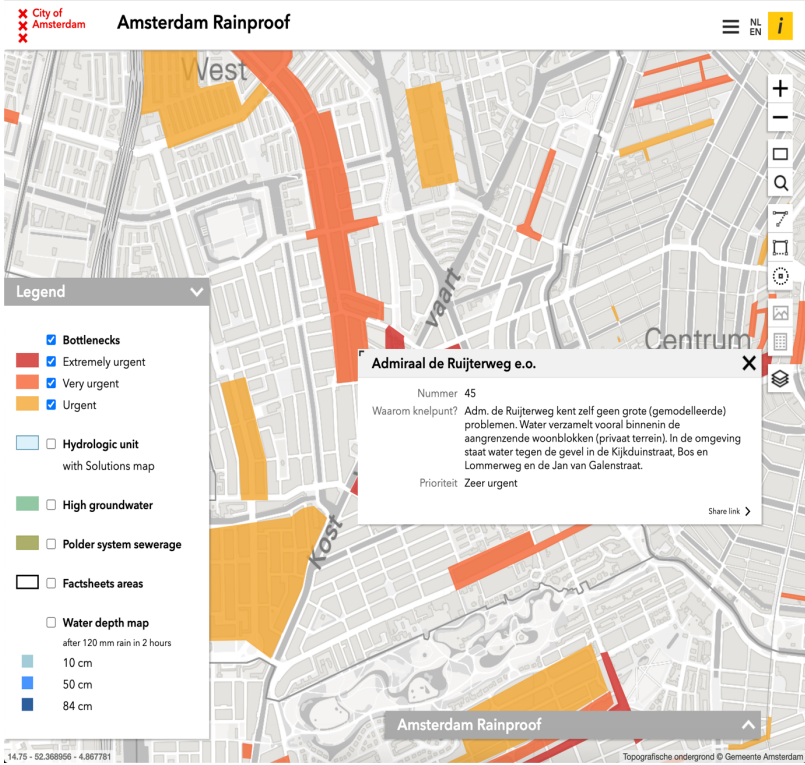 City of
Amsterdam
Amsterdam Rainproof
NL
EN
i
West
vaart
Centrum
Kost
Legend
Bottlenecks
Extremely urgent
Very urgent
Urgent
Hydrologic unit
with Solutions map
High groundwater
Polder system sewerage
Factsheets areas
Water depth map
after 120 mm rain in 2 hours
10 cm
50 cm
84 cm
Admiraal de Ruijterweg e.o.
Nummer 45
Waarom knelpunt? Adm. de Ruijterweg kent zelf geen grote (gemodelleerde)
problemen. Water verzamelt vooral binnenin de
aangrenzende woonblokken (privaat terrein). In de omgeving
staat water tegen de gevel in de Kijkduinstraat, Bos en
Lommerweg en de Jan van Galenstraat.
Prioriteit Zeer urgent
Share link
Amsterdam Rainproof
14.75 - 52.368956 - 4.867781
Topografische ondergrond © Gemeente Amsterdam